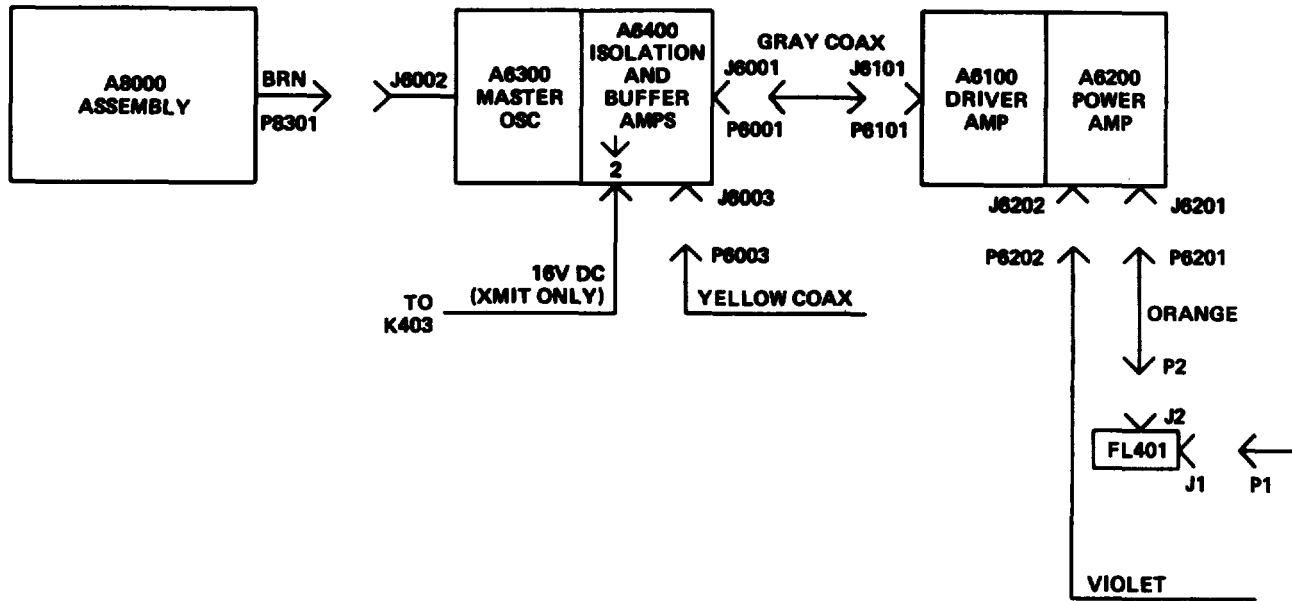 A8000
ASSEMBLY
BRN
P8301
J6002
A6300
MASTER
OSC
A6400
ISOLATION
AND
BUFFER
AMPS
2
J6001
P6001
GRAY COAX
J6101
P6101
A6100
DRIVER
AMP
A6200
POWER
AMP
J6003
P6003
YELLOW COAX
16V DC
(XMIT ONLY)
TO
K403
J6202
P6202
J6201
P6201
ORANGE
P2
J2
FL401
J1
P1
VIOLET